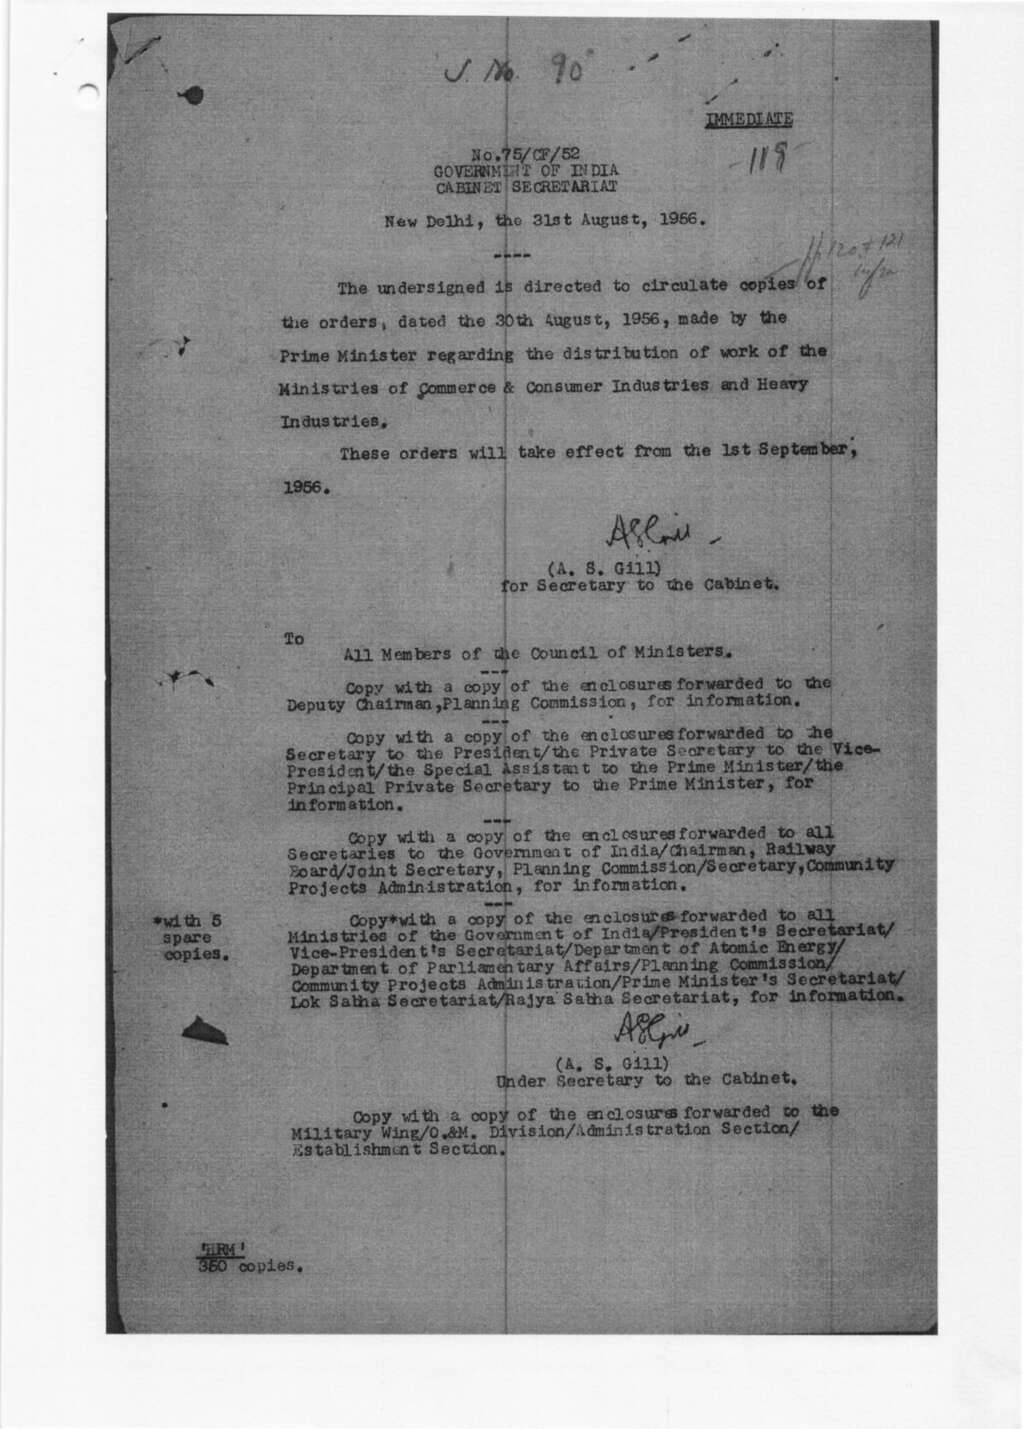 S. No. 90
IMMEDIATE
-118-
No.75/CF/52
GOVERNMENT OF INDIA
CABINET SECRETARIAT
New Delhi, the 31st August, 1956.
----
pp 120 & 121
infra
The undersigned is directed to circulate copies of
the orders, dated the 30th August, 1956, made by the
Prime Minister regarding the distribution of work of the
Ministries of Commerce & Consumer Industries and Heavy
Industries.
These orders will take effect from the 1st September,
1956.
ASGill
(A. S. Gill)
for Secretary to the Cabinet.
To
All Members of the Council of Ministers.
---
Copy with a copy of the enclosures forwarded to the
Deputy Chairman,Planning Commission, for information.
---
Copy with a copy of the enclosures forwarded to the
Secretary to the President/the Private Secretary to the Vice-
President/the Special Assistant to the Prime Minister/the
Principal Private Secretary to the Prime Minister, for
information.
---
Copy with a copy of the enclosures forwarded to all
Secretaries to the Government of India/Chairman, Railway
Board/Joint Secretary, Planning Commission/Secretary,Community
Projects Administration, for information.
---
*with 5
spare
copies.
Copy*with a copy of the enclosures forwarded to all
Ministries of the Government of India/President's Secretariat/
Vice-President's Secretariat/Department of Atomic Energy/
Department of Parliamentary Affairs/Planning Commission/
Community Projects Administration/Prime Minister's Secretariat/
Lok Sabha Secretariat/Rajya Sabha Secretariat, for information.
ASGill
(A. S. Gill)
Under Secretary to the Cabinet.
Copy with a copy of the enclosures forwarded to the
Military Wing/O.&M. Division/Administration Section/
Establishment Section.
'HRM'
350 copies.